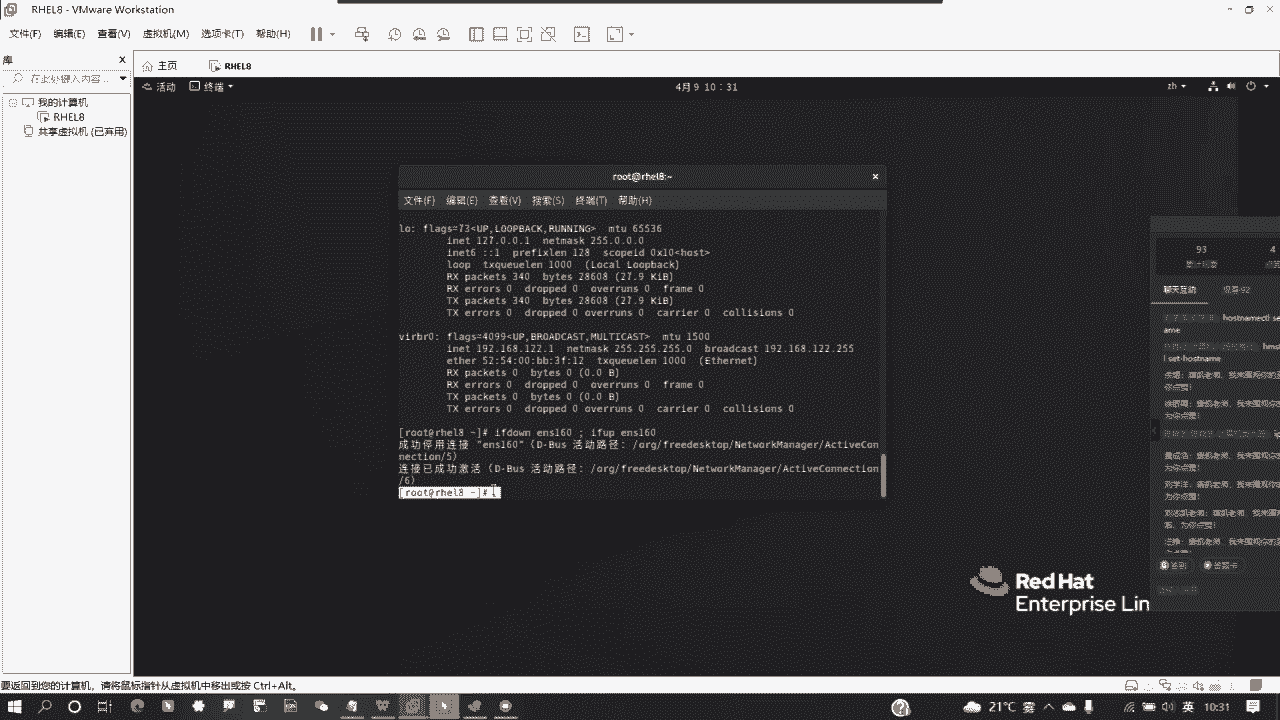 RHEL8 - VMware Workstation
文件(F) 编辑(E) 查看(V) 虚拟机(M) 选项卡(T) 帮助(H)
库
在此处键入内容...
我的计算机
RHEL8
共享虚拟机 (已弃用)
主页 RHEL8
活动 终端 4月 9 10：31 zh
root@rhel8:~
文件(F) 编辑(E) 查看(V) 搜索(S) 终端(T) 帮助(H)
lo: flags=73<UP,LOOPBACK,RUNNING> mtu 65536
inet 127.0.0.1 netmask 255.0.0.0
inet6 ::1 prefixlen 128 scopeid 0x10<host>
loop txqueuelen 1000 (Local Loopback)
RX packets 340 bytes 28608 (27.9 KiB)
RX errors 0 dropped 0 overruns 0 frame 0
TX packets 340 bytes 28608 (27.9 KiB)
TX errors 0 dropped 0 overruns 0 carrier 0 collisions 0
virbr0: flags=4099<UP,BROADCAST,MULTICAST> mtu 1500
inet 192.168.122.1 netmask 255.255.255.0 broadcast 192.168.122.255
ether 52:54:00:bb:3f:12 txqueuelen 1000 (Ethernet)
RX packets 0 bytes 0 (0.0 B)
RX errors 0 dropped 0 overruns 0 frame 0
TX packets 0 bytes 0 (0.0 B)
TX errors 0 dropped 0 overruns 0 carrier 0 collisions 0
[root@rhel8 ~]# ifdown ens160 ; ifup ens160
成功停用连接 "ens160"（D-Bus 活动路径：/org/freedesktop/NetworkManager/ActiveCon
nection/5）
连接已成功激活（D-Bus 活动路径：/org/freedesktop/NetworkManager/ActiveConnection
/6）
[root@rhel8 ~]#
Red Hat
Enterprise Lin
93 4
聊天互动
hostnamectl se
ame
set-hostname
要返回到您的计算机，请将鼠标指针从虚拟机中移出或按 Ctrl+Alt。
21°C 英 10:31